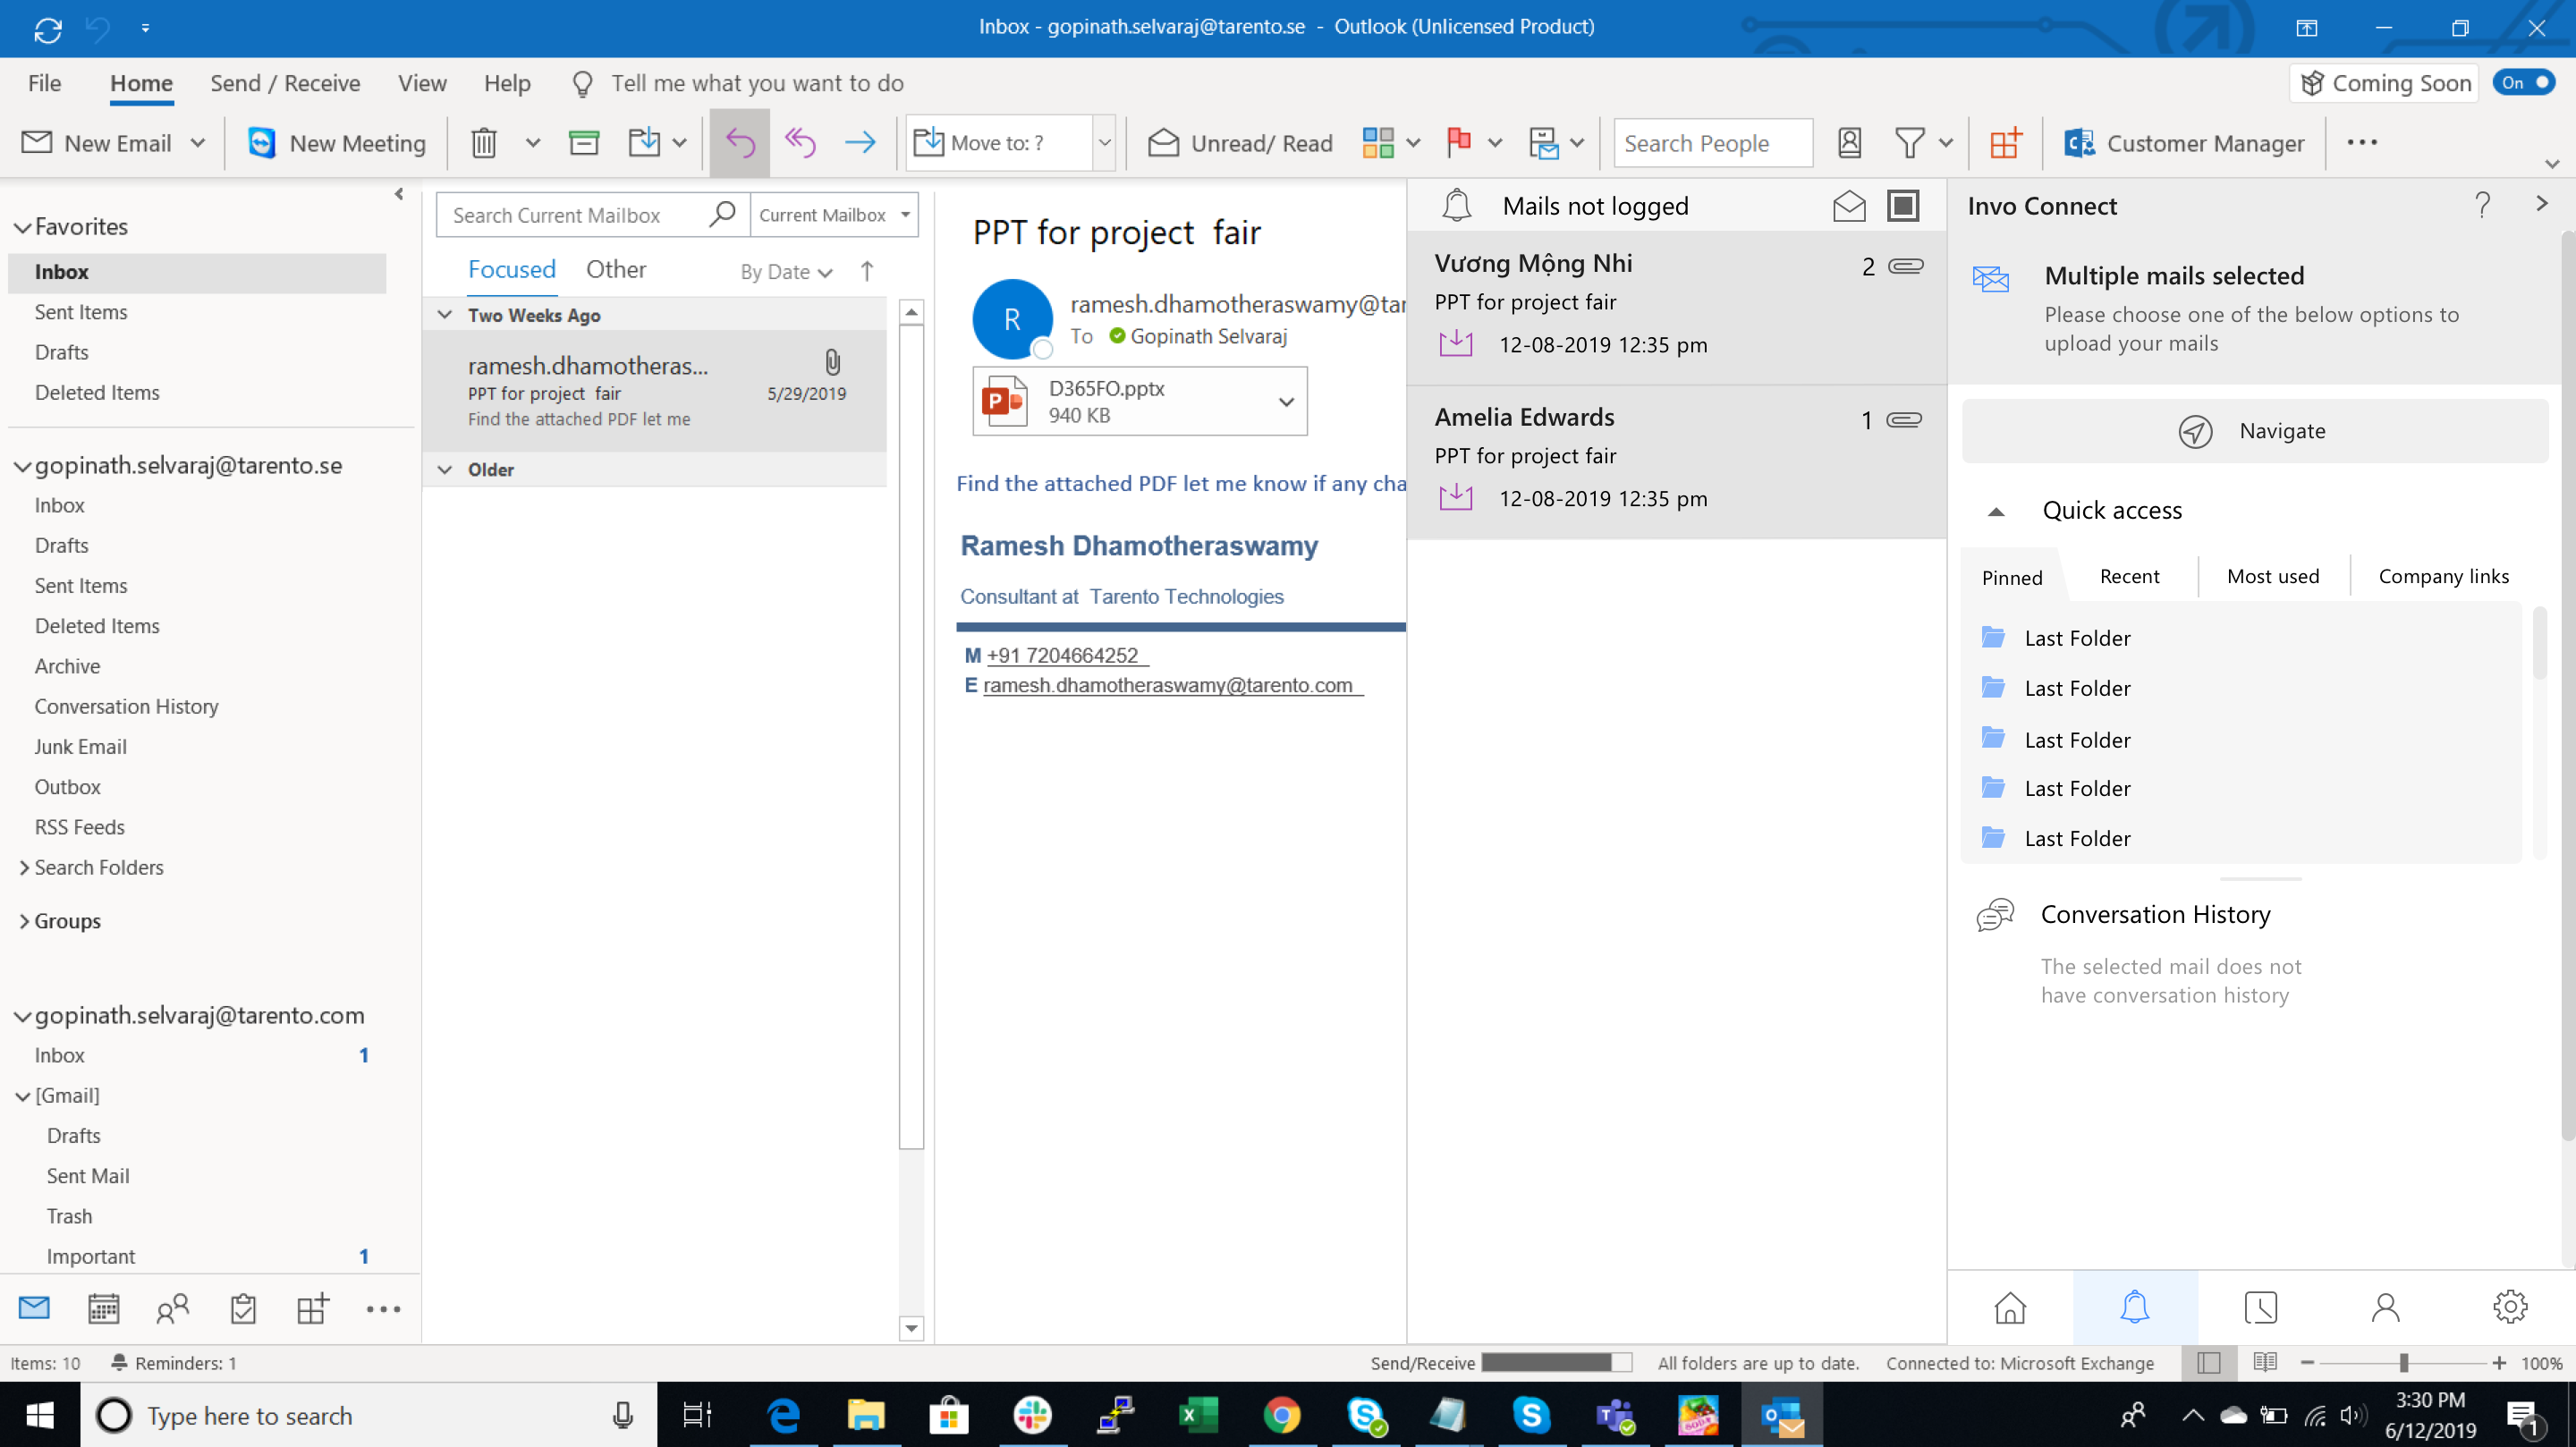 Inbox - gopinath.selvaraj@tarento.se - Outlook (Unlicensed Product)
File Home Send / Receive View Help Tell me what you want to do Coming Soon On
New Email New Meeting Move to: ? Unread/ Read Search People Customer Manager
Favorites
Inbox
Sent Items
Drafts
Deleted Items
gopinath.selvaraj@tarento.se
Inbox
Drafts
Sent Items
Deleted Items
Archive
Conversation History
Junk Email
Outbox
RSS Feeds
Search Folders
Groups
gopinath.selvaraj@tarento.com
Inbox 1
[Gmail]
Drafts
Sent Mail
Trash
Important 1
Search Current Mailbox Current Mailbox
Focused Other By Date
Two Weeks Ago
ramesh.dhamotheras...
PPT for project fair 5/29/2019
Find the attached PDF let me
Older
PPT for project fair
R
ramesh.dhamotheraswamy@tar
To Gopinath Selvaraj
D365FO.pptx
940 KB
Find the attached PDF let me know if any cha
Ramesh Dhamotheraswamy
Consultant at Tarento Technologies
M +91 7204664252
E ramesh.dhamotheraswamy@tarento.com
Mails not logged
Vương Mộng Nhi 2
PPT for project fair
12-08-2019 12:35 pm
Amelia Edwards 1
PPT for project fair
12-08-2019 12:35 pm
Invo Connect ?
Multiple mails selected
Please choose one of the below options to
upload your mails
Navigate
Quick access
Pinned Recent Most used Company links
Last Folder
Last Folder
Last Folder
Last Folder
Last Folder
Conversation History
The selected mail does not
have conversation history
Items: 10 Reminders: 1 Send/Receive All folders are up to date. Connected to: Microsoft Exchange 100%
Type here to search
3:30 PM
6/12/2019
1